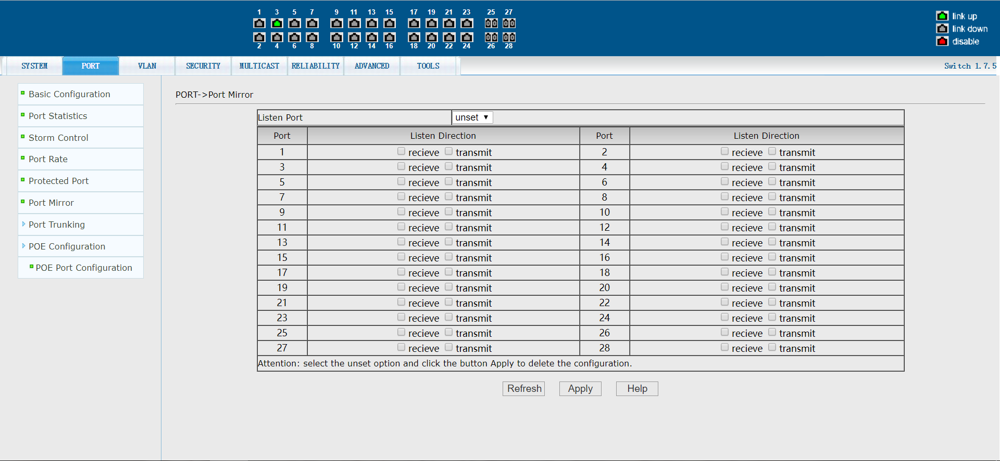 1 3 5 7 9 11 13 15 17 19 21 23 25 27
2 4 6 8 10 12 14 16 18 20 22 24 26 28
link up
link down
disable
SYSTEM PORT VLAN SECURITY MULTICAST RELIABILITY ADVANCED TOOLS Switch 1.7.5
Basic Configuration
Port Statistics
Storm Control
Port Rate
Protected Port
Port Mirror
Port Trunking
POE Configuration
POE Port Configuration
PORT->Port Mirror
Listen Port unset
Port Listen Direction Port Listen Direction
1 recieve transmit 2 recieve transmit
3 recieve transmit 4 recieve transmit
5 recieve transmit 6 recieve transmit
7 recieve transmit 8 recieve transmit
9 recieve transmit 10 recieve transmit
11 recieve transmit 12 recieve transmit
13 recieve transmit 14 recieve transmit
15 recieve transmit 16 recieve transmit
17 recieve transmit 18 recieve transmit
19 recieve transmit 20 recieve transmit
21 recieve transmit 22 recieve transmit
23 recieve transmit 24 recieve transmit
25 recieve transmit 26 recieve transmit
27 recieve transmit 28 recieve transmit
Attention: select the unset option and click the button Apply to delete the configuration.
Refresh Apply Help